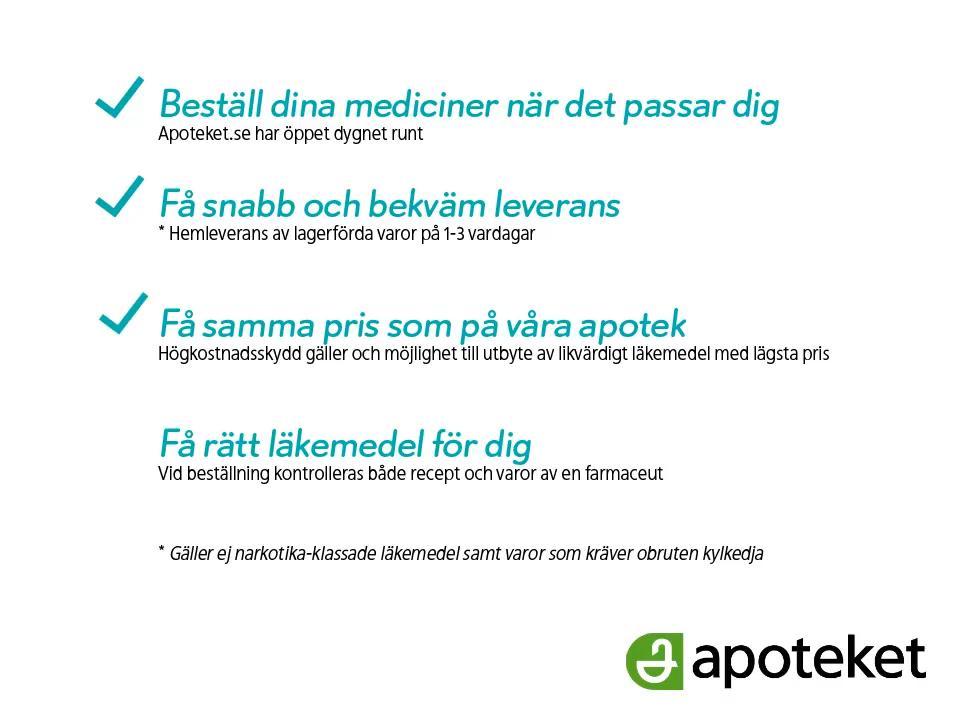 Beställ dina mediciner när det passar dig
Apoteket.se har öppet dygnet runt
Få snabb och bekväm leverans
* Hemleverans av lagerförda varor på 1-3 vardagar
Få samma pris som på våra apotek
Högkostnadsskydd gäller och möjlighet till utbyte av likvärdigt läkemedel med lägsta pris
Få rätt läkemedel för dig
Vid beställning kontrolleras både recept och varor av en farmaceut
* Gäller ej narkotika-klassade läkemedel samt varor som kräver obruten kylkedja
apoteket